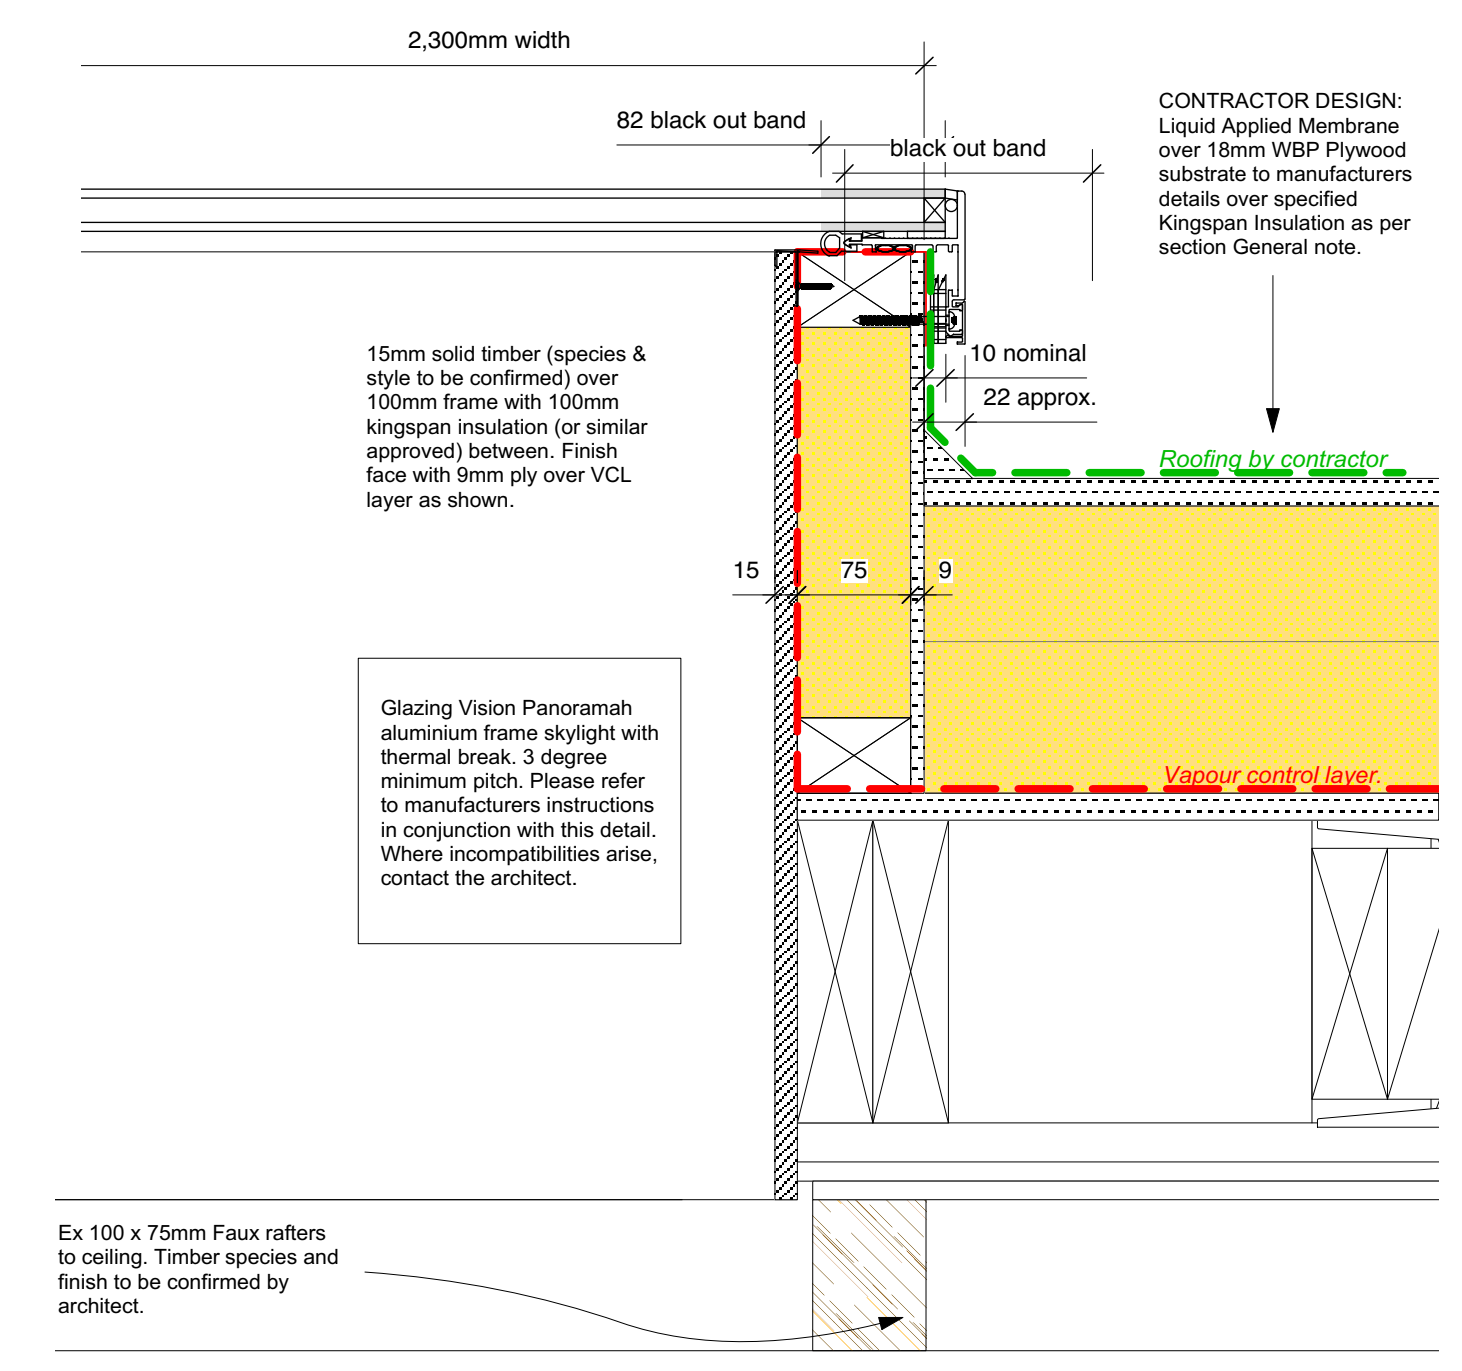 2,300mm width
82 black out band
black out band
CONTRACTOR DESIGN:
Liquid Applied Membrane
over 18mm WBP Plywood
substrate to manufacturers
details over specified
Kingspan Insulation as per
section General note.
10 nominal
22 approx.
15mm solid timber (species &
style to be confirmed) over
100mm frame with 100mm
kingspan insulation (or similar
approved) between. Finish
face with 9mm ply over VCL
layer as shown.
Roofing by contractor
15
75
9
Glazing Vision Panoramah
aluminium frame skylight with
thermal break. 3 degree
minimum pitch. Please refer
to manufacturers instructions
in conjunction with this detail.
Where incompatibilities arise,
contact the architect.
Vapour control layer.
Ex 100 x 75mm Faux rafters
to ceiling. Timber species and
finish to be confirmed by
architect.